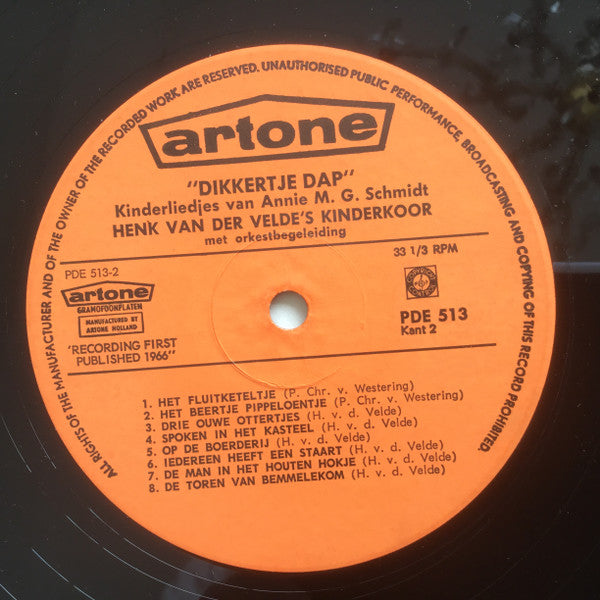 ALL RIGHTS OF THE MANUFACTURER AND OF THE OWNER OF THE RECORDED WORK ARE RESERVED. UNAUTHORISED PUBLIC PERFORMANCE, BROADCASTING AND COPYING OF THIS RECORD PROHIBITED.
artone
"DIKKERTJE DAP"
Kinderliedjes van Annie M. G. Schmidt
HENK VAN DER VELDE'S KINDERKOOR
met orkestbegeleiding
PDE 513-2
33 1/3 RPM
artone
GRAMOFOONPLATEN
MANUFACTURED BY
ARTONE HOLLAND
PDE 513
Kant 2
'RECORDING FIRST
PUBLISHED 1966"
1. HET FLUITKETELTJE (P. Chr. v. Westering)
2. HET BEERTJE PIPPELOENTJE (P. Chr. v. Westering)
3. DRIE OUWE OTTERTJES (H. v. d. Velde)
4. SPOKEN IN HET KASTEEL (H. v. d. Velde)
5. OP DE BOERDERIJ (H. v. d. Velde)
6. IEDEREEN HEEFT EEN STAART (H. v. d. Velde)
7. DE MAN IN HET HOUTEN HOKJE (H. v. d. Velde)
8. DE TOREN VAN BEMMELEKOM (H. v. d. Velde)